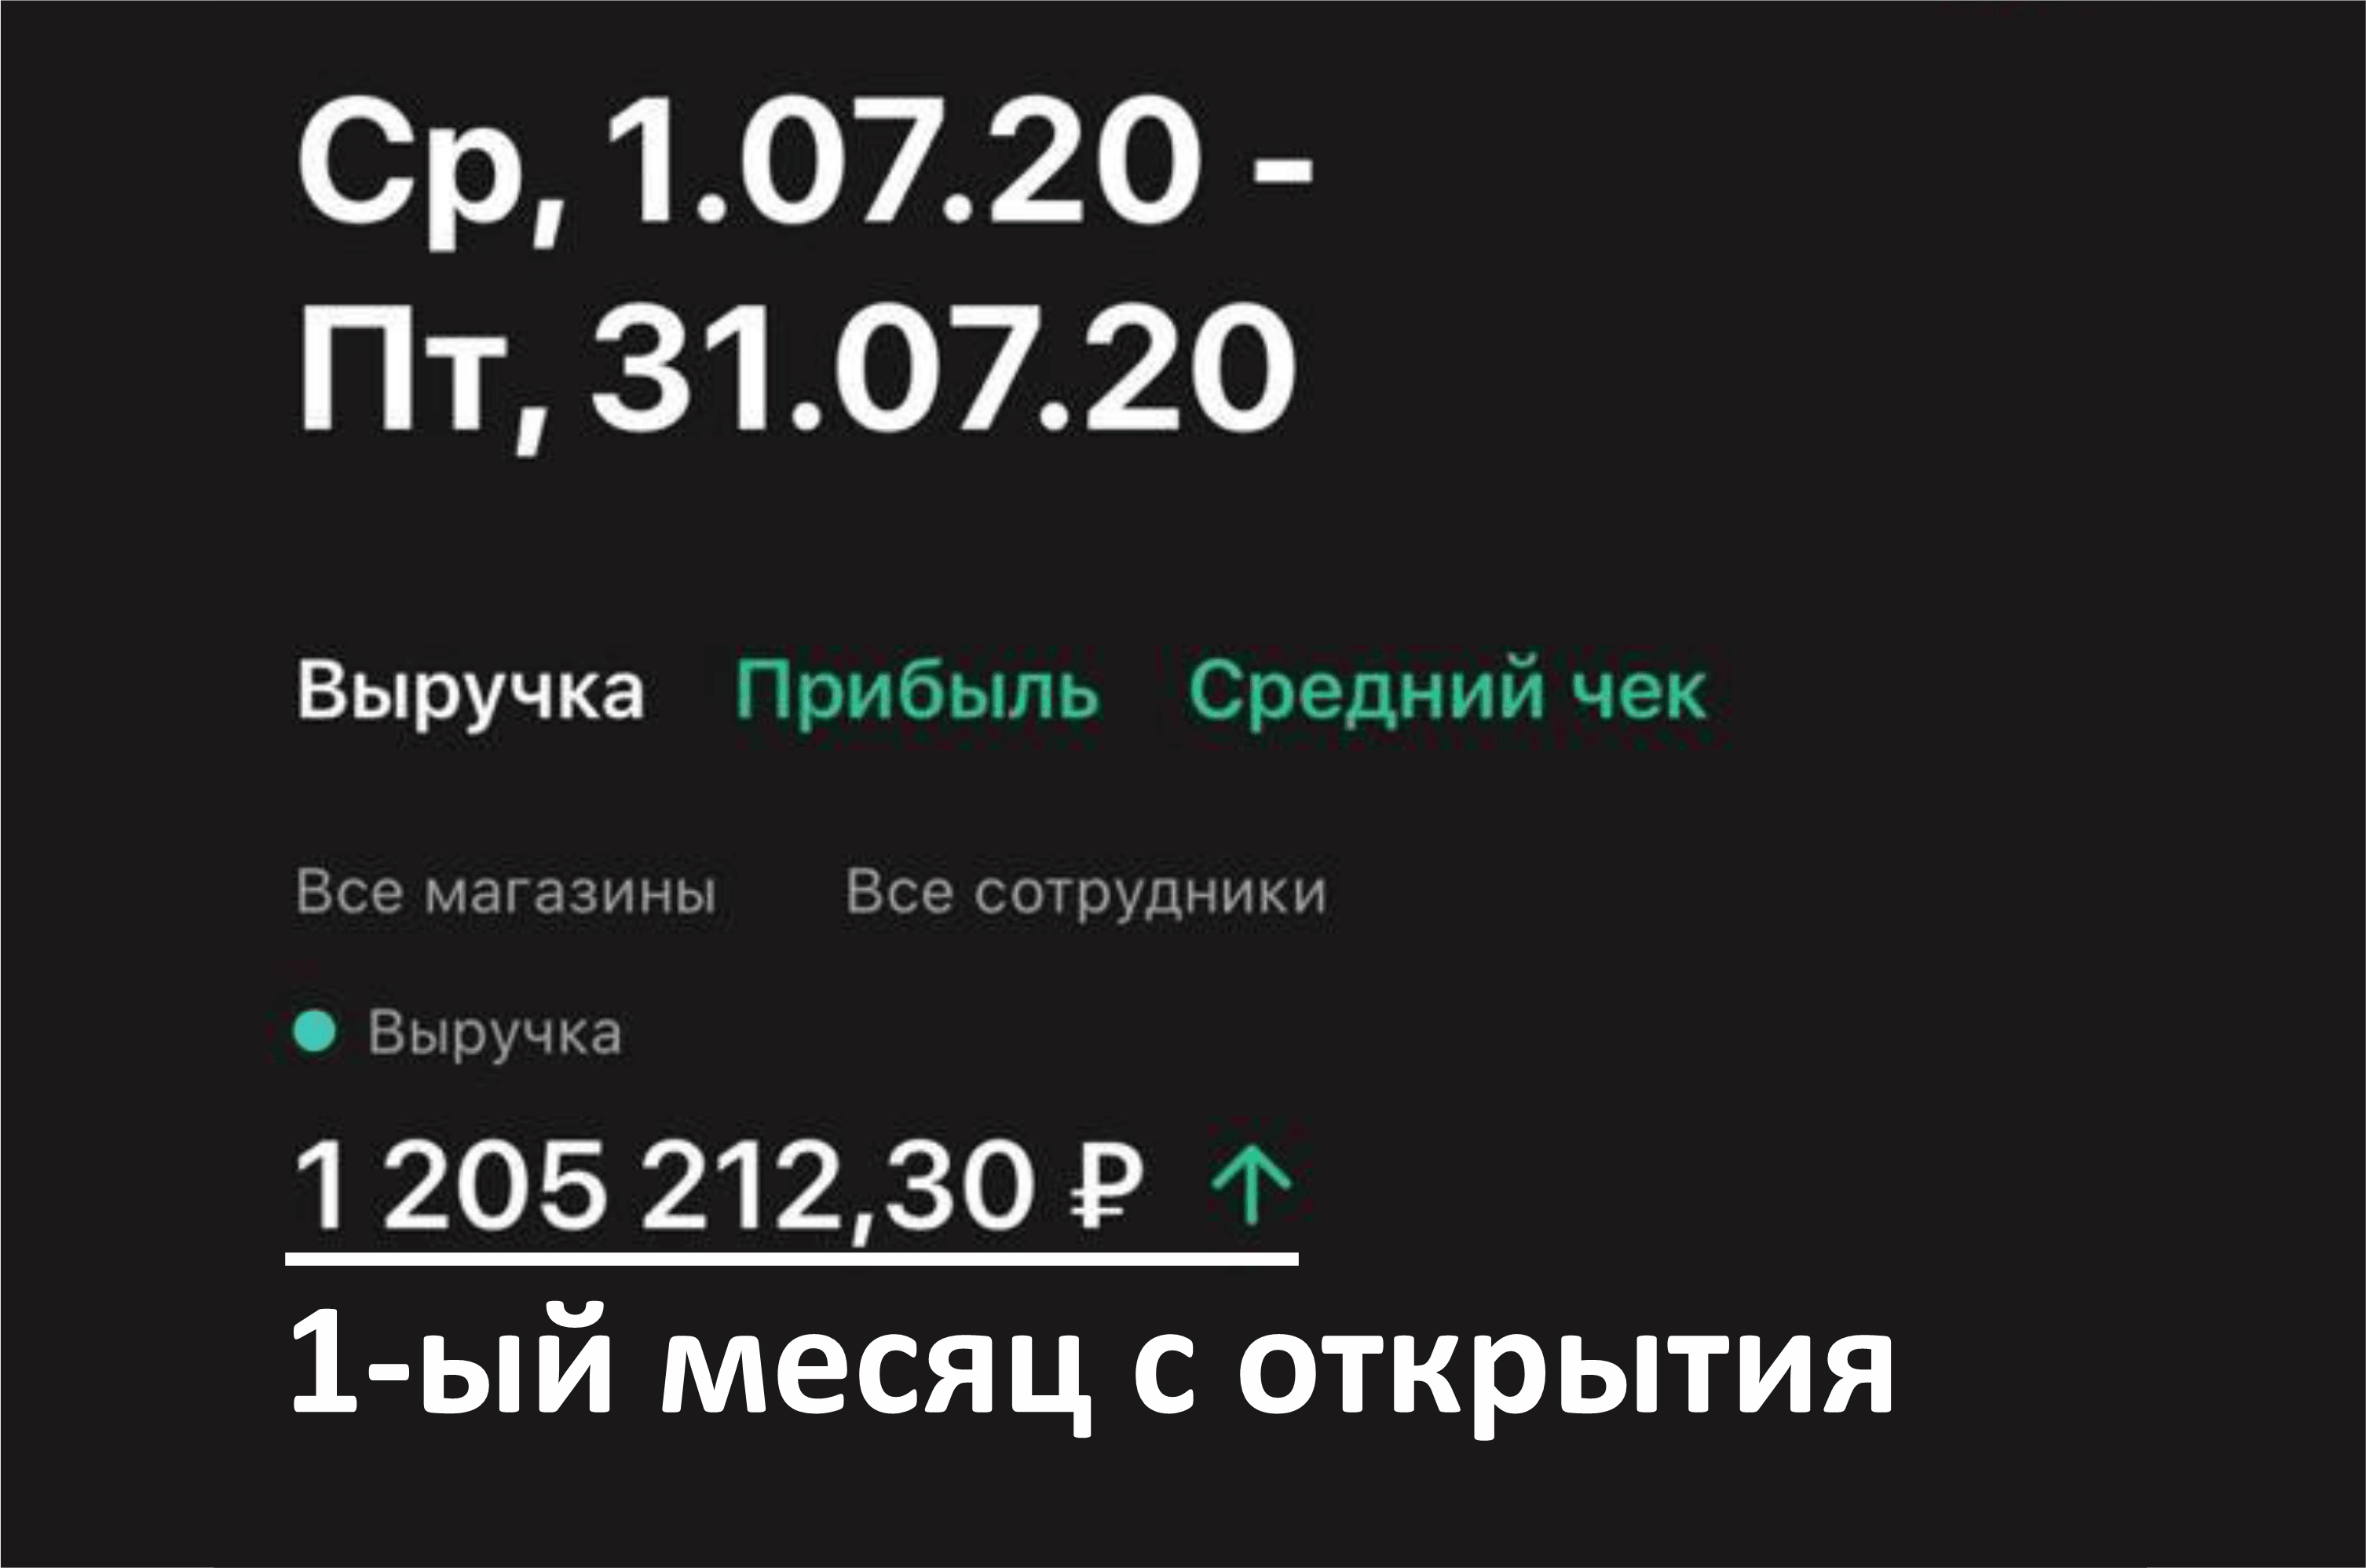 Ср, 1.07.20 -
Пт, 31.07.20
Выручка Прибыль Средний чек
Все магазины Все сотрудники
Выручка
1 205 212,30 ₽ ↑
1-ый месяц с открытия